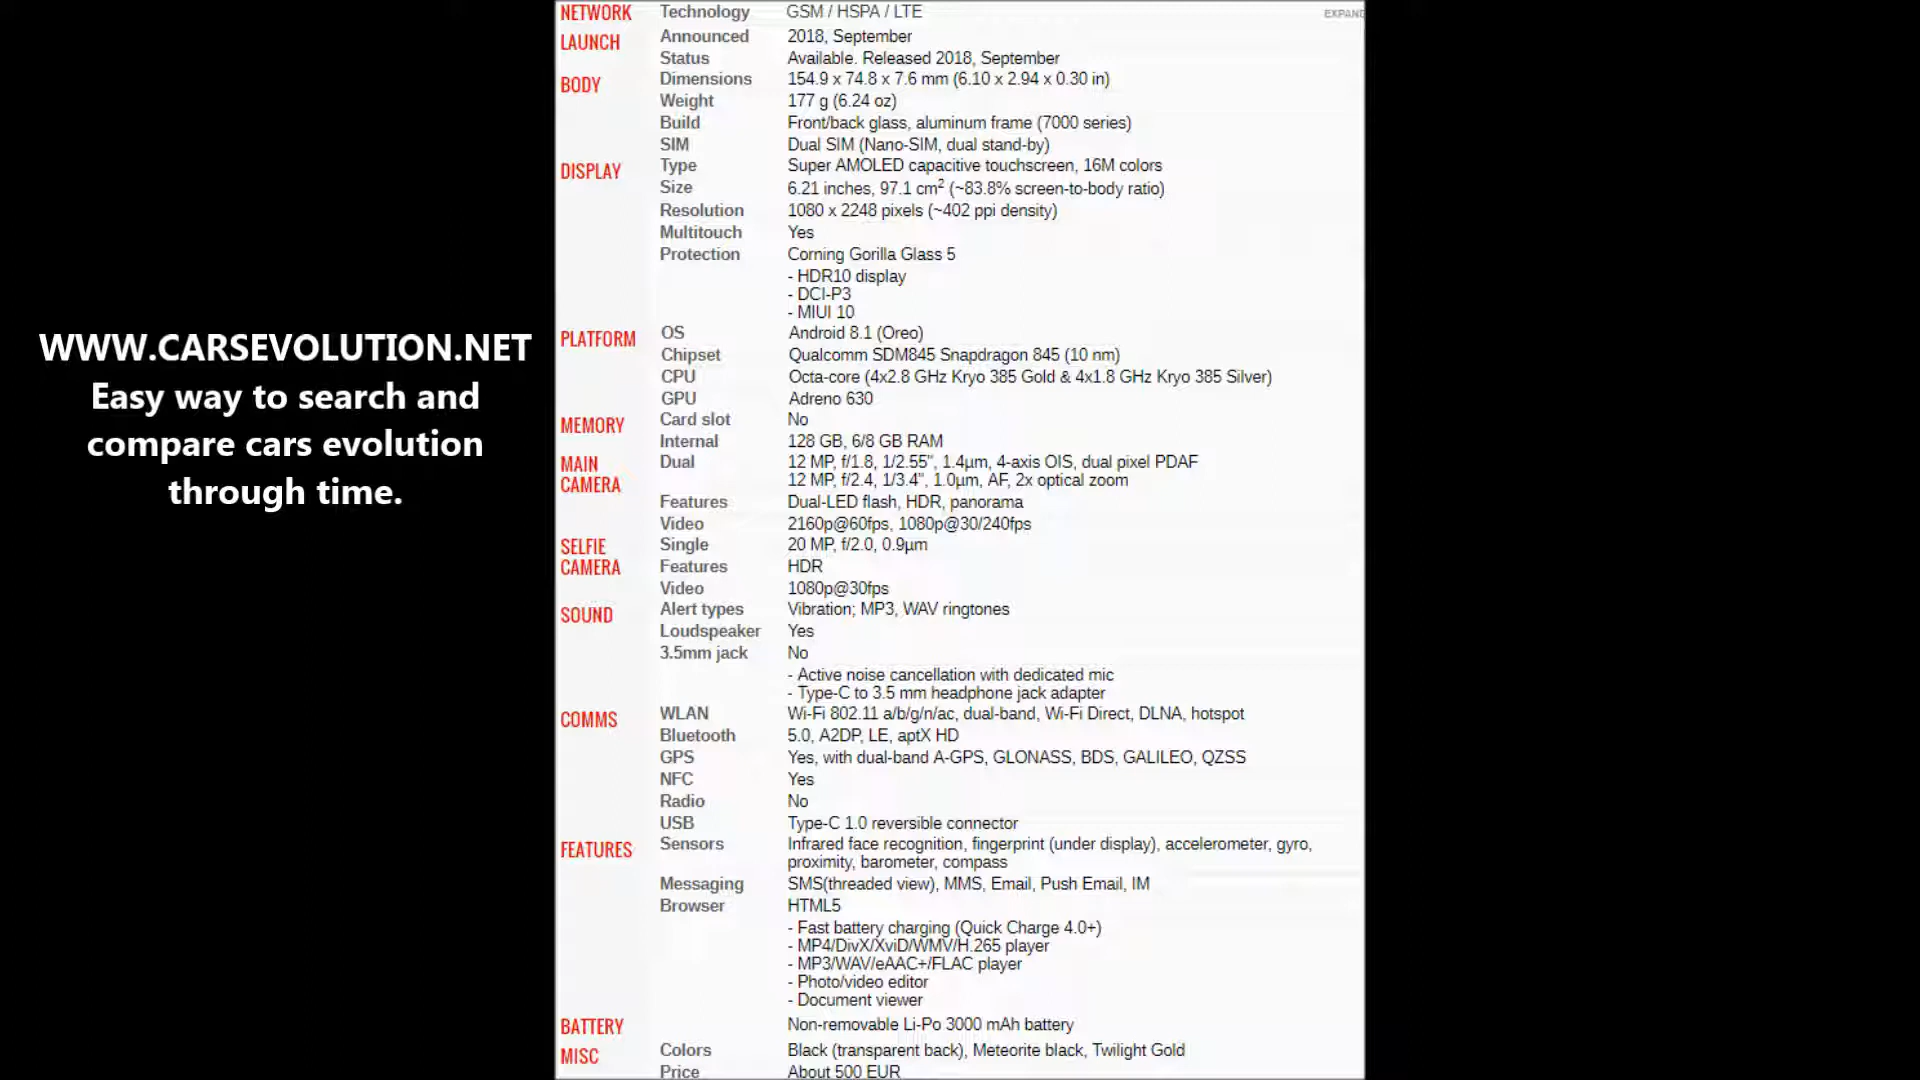 WWW.CARSEVOLUTION.NET
Easy way to search and
compare cars evolution
through time.
NETWORK Technology GSM / HSPA / LTE EXPAND
LAUNCH Announced 2018, September
Status Available. Released 2018, September
BODY Dimensions 154.9 x 74.8 x 7.6 mm (6.10 x 2.94 x 0.30 in)
Weight 177 g (6.24 oz)
Build Front/back glass, aluminum frame (7000 series)
SIM Dual SIM (Nano-SIM, dual stand-by)
DISPLAY Type Super AMOLED capacitive touchscreen, 16M colors
Size 6.21 inches, 97.1 cm2 (~83.8% screen-to-body ratio)
Resolution 1080 x 2248 pixels (~402 ppi density)
Multitouch Yes
Protection Corning Gorilla Glass 5
- HDR10 display
- DCI-P3
- MIUI 10
PLATFORM OS Android 8.1 (Oreo)
Chipset Qualcomm SDM845 Snapdragon 845 (10 nm)
CPU Octa-core (4x2.8 GHz Kryo 385 Gold & 4x1.8 GHz Kryo 385 Silver)
GPU Adreno 630
MEMORY Card slot No
Internal 128 GB, 6/8 GB RAM
MAIN CAMERA Dual 12 MP, f/1.8, 1/2.55", 1.4µm, 4-axis OIS, dual pixel PDAF
12 MP, f/2.4, 1/3.4", 1.0µm, AF, 2x optical zoom
Features Dual-LED flash, HDR, panorama
Video 2160p@60fps, 1080p@30/240fps
SELFIE CAMERA Single 20 MP, f/2.0, 0.9µm
Features HDR
Video 1080p@30fps
SOUND Alert types Vibration; MP3, WAV ringtones
Loudspeaker Yes
3.5mm jack No
- Active noise cancellation with dedicated mic
- Type-C to 3.5 mm headphone jack adapter
COMMS WLAN Wi-Fi 802.11 a/b/g/n/ac, dual-band, Wi-Fi Direct, DLNA, hotspot
Bluetooth 5.0, A2DP, LE, aptX HD
GPS Yes, with dual-band A-GPS, GLONASS, BDS, GALILEO, QZSS
NFC Yes
Radio No
USB Type-C 1.0 reversible connector
FEATURES Sensors Infrared face recognition, fingerprint (under display), accelerometer, gyro,
proximity, barometer, compass
Messaging SMS(threaded view), MMS, Email, Push Email, IM
Browser HTML5
- Fast battery charging (Quick Charge 4.0+)
- MP4/DivX/XviD/WMV/H.265 player
- MP3/WAV/eAAC+/FLAC player
- Photo/video editor
- Document viewer
BATTERY Non-removable Li-Po 3000 mAh battery
MISC Colors Black (transparent back), Meteorite black, Twilight Gold
Price About 500 EUR